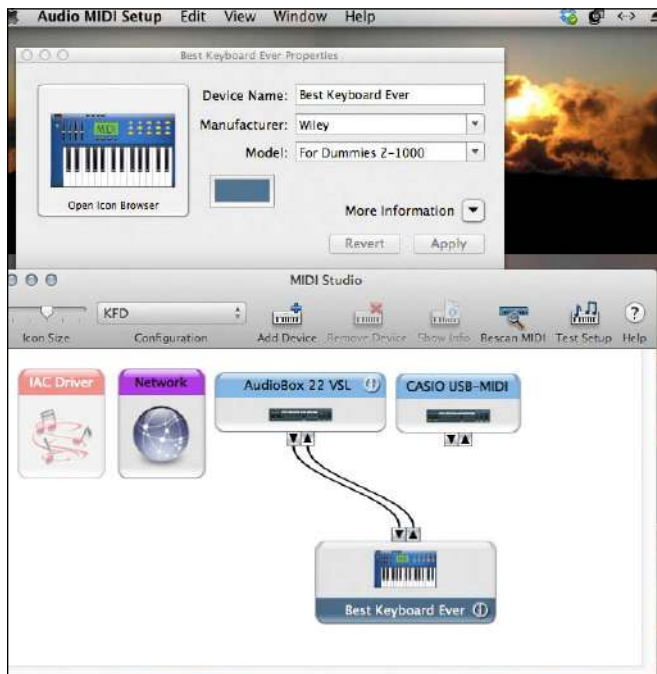 Audio MIDI Setup Edit View Window Help
Best Keyboard Ever Properties
Device Name: Best Keyboard Ever
Manufacturer: Wiley
Model: For Dummies Z-1000
MIDI
Open Icon Browser
More Information
Revert Apply
MIDI Studio
KFD
Icon Size Configuration Add Device Remove Device Show Info Rescan MIDI Test Setup ? Help
IAC Driver Network AudioBox 22 VSL CASIO USB-MIDI
Best Keyboard Ever